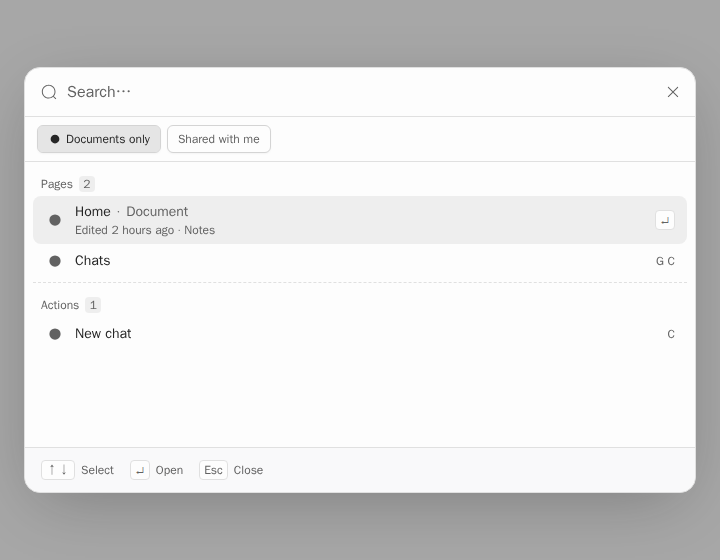 Search···
Documents only
Shared with me
Pages 2
Home · Document
Edited 2 hours ago · Notes
↵
Chats
G C
Actions 1
New chat
C
↑ ↓ Select ↵ Open Esc Close